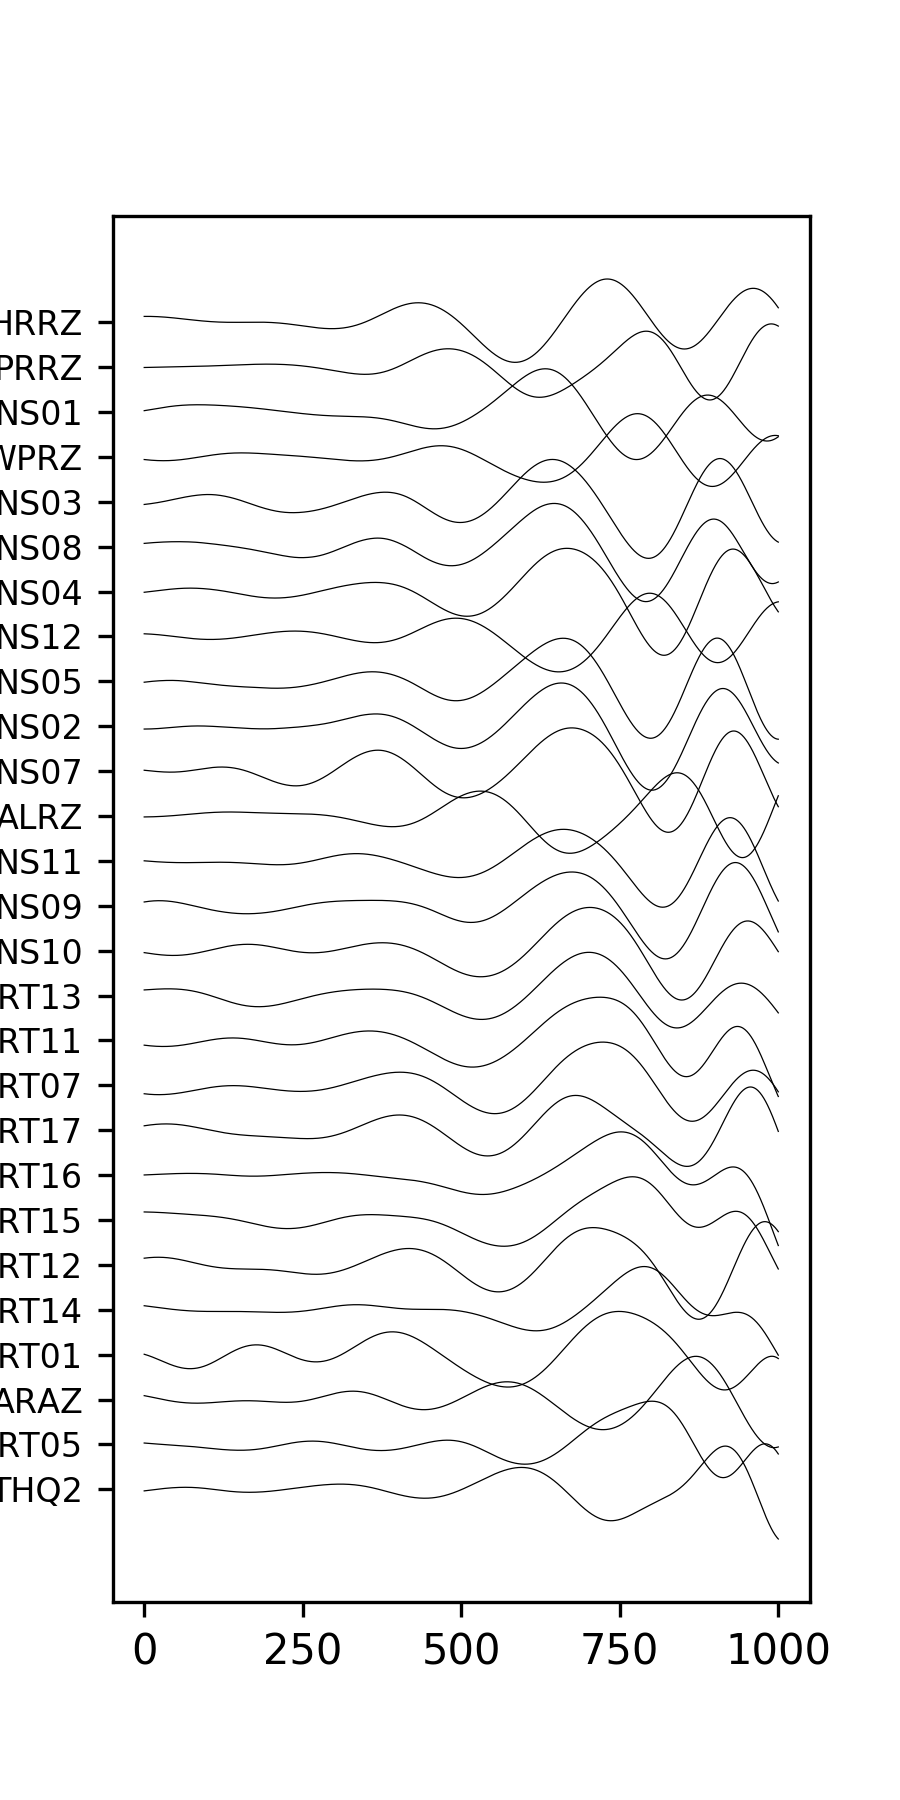 HRRZ
PRRZ
NS01
WPRZ
NS03
NS08
NS04
NS12
NS05
NS02
NS07
ALRZ
NS11
NS09
NS10
RT13
RT11
RT07
RT17
RT16
RT15
RT12
RT14
RT01
ARAZ
RT05
THQ2
0 250 500 750 1000